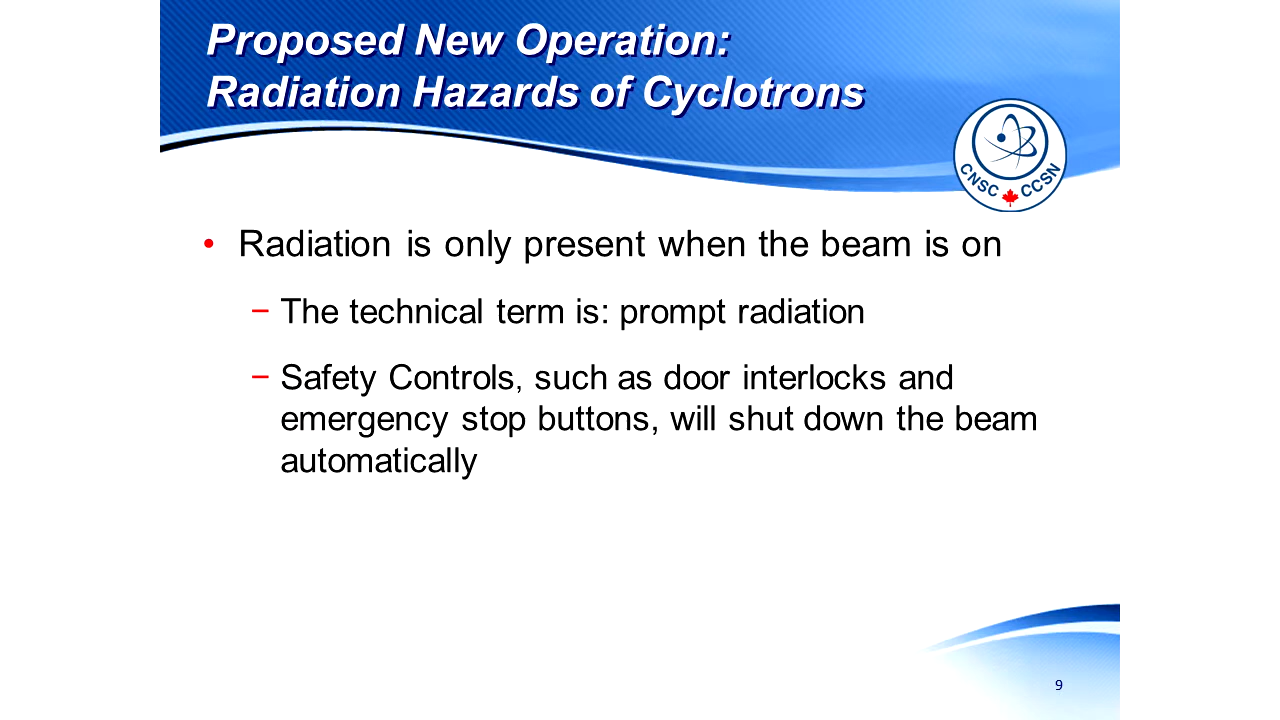 Proposed New Operation:
Radiation Hazards of Cyclotrons
CNSC CCSN
• Radiation is only present when the beam is on
− The technical term is: prompt radiation
− Safety Controls, such as door interlocks and
emergency stop buttons, will shut down the beam
automatically
9